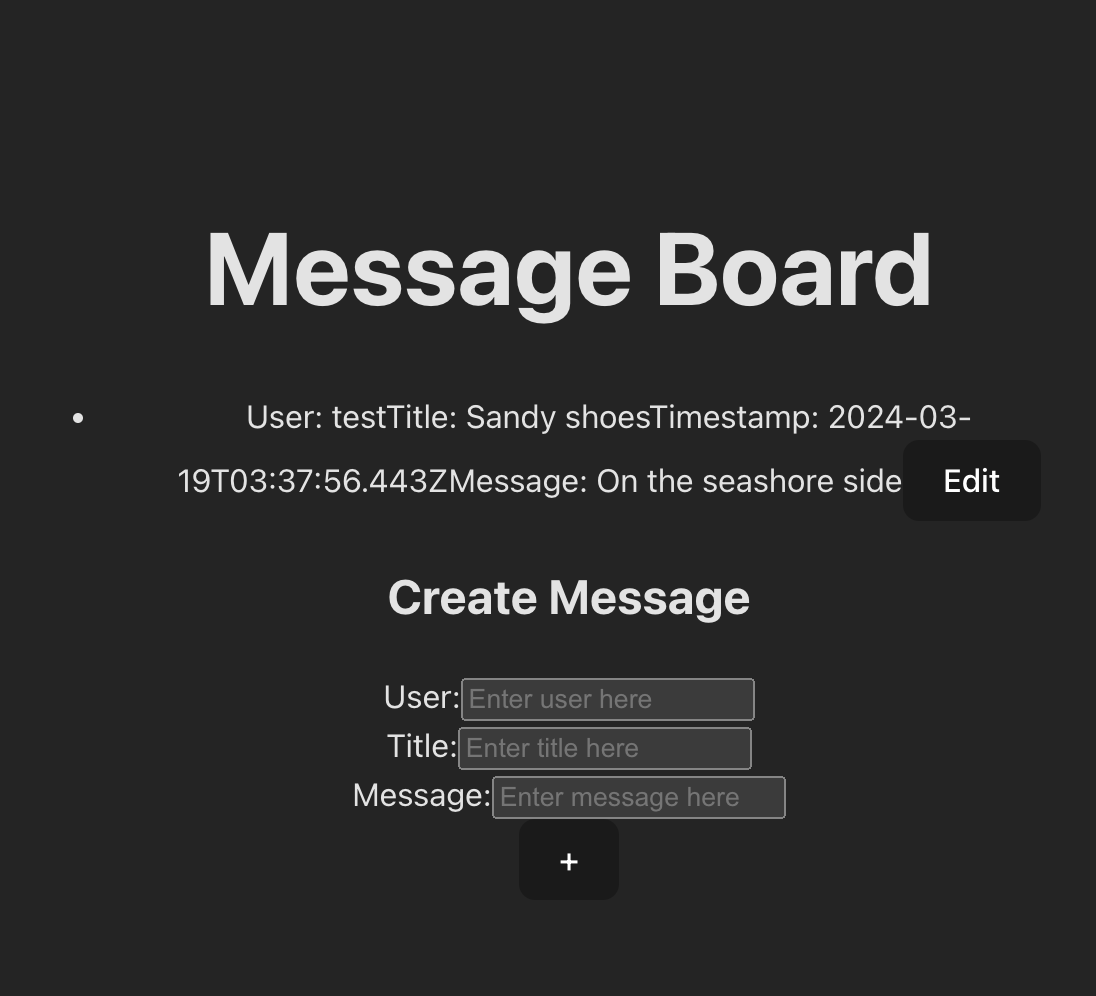 Message Board
User: testTitle: Sandy shoesTimestamp: 2024-03-
19T03:37:56.443ZMessage: On the seashore side Edit
Create Message
User: Enter user here
Title: Enter title here
Message: Enter message here
+